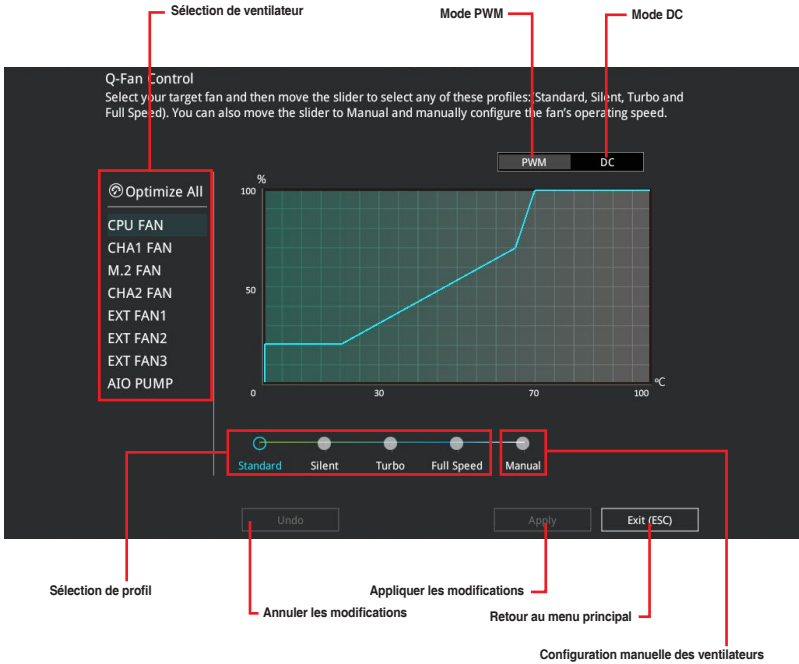 Sélection de ventilateur
Mode PWM
Mode DC
Q-Fan Control
Select your target fan and then move the slider to select any of these profiles:(Standard, Silent, Turbo and
Full Speed). You can also move the slider to Manual and manually configure the fan's operating speed.
PWM
DC
Optimize All
CPU FAN
CHA1 FAN
M.2 FAN
CHA2 FAN
EXT FAN1
EXT FAN2
EXT FAN3
AIO PUMP
%
100
50
0
30
70
100
°C
Standard
Silent
Turbo
Full Speed
Manual
Undo
Apply
Exit (ESC)
Sélection de profil
Appliquer les modifications
Annuler les modifications
Retour au menu principal
Configuration manuelle des ventilateurs